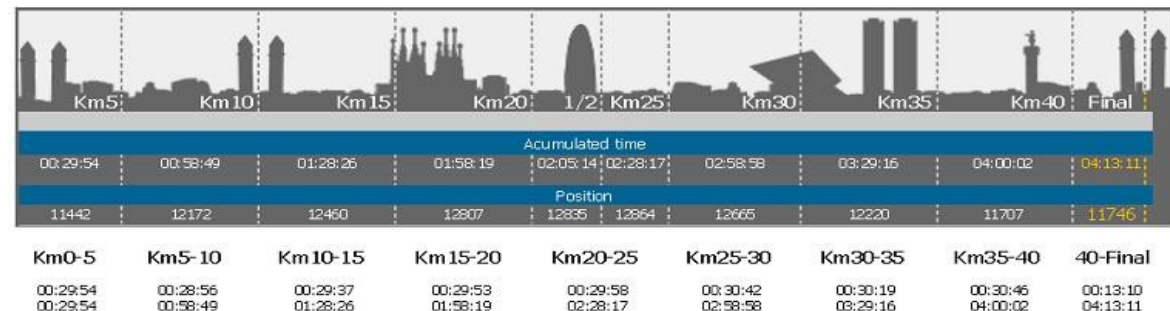 Km5 Km10 Km15 Km20 1/2 Km25 Km30 Km35 Km40 Final
Acumulated time
00:29:54 00:58:49 01:28:26 01:58:19 02:05:14 02:28:17 02:58:58 03:29:16 04:00:02 04:13:11
Position
11442 12172 12460 12807 12835 12864 12665 12220 11707 11746
Km0-5 Km5-10 Km10-15 Km15-20 Km20-25 Km25-30 Km30-35 Km35-40 40-Final
00:29:54 00:28:56 00:29:37 00:29:53 00:29:58 00:30:42 00:30:19 00:30:46 00:13:10
00:29:54 00:58:49 01:28:26 01:58:19 02:28:17 02:58:58 03:29:16 04:00:02 04:13:11